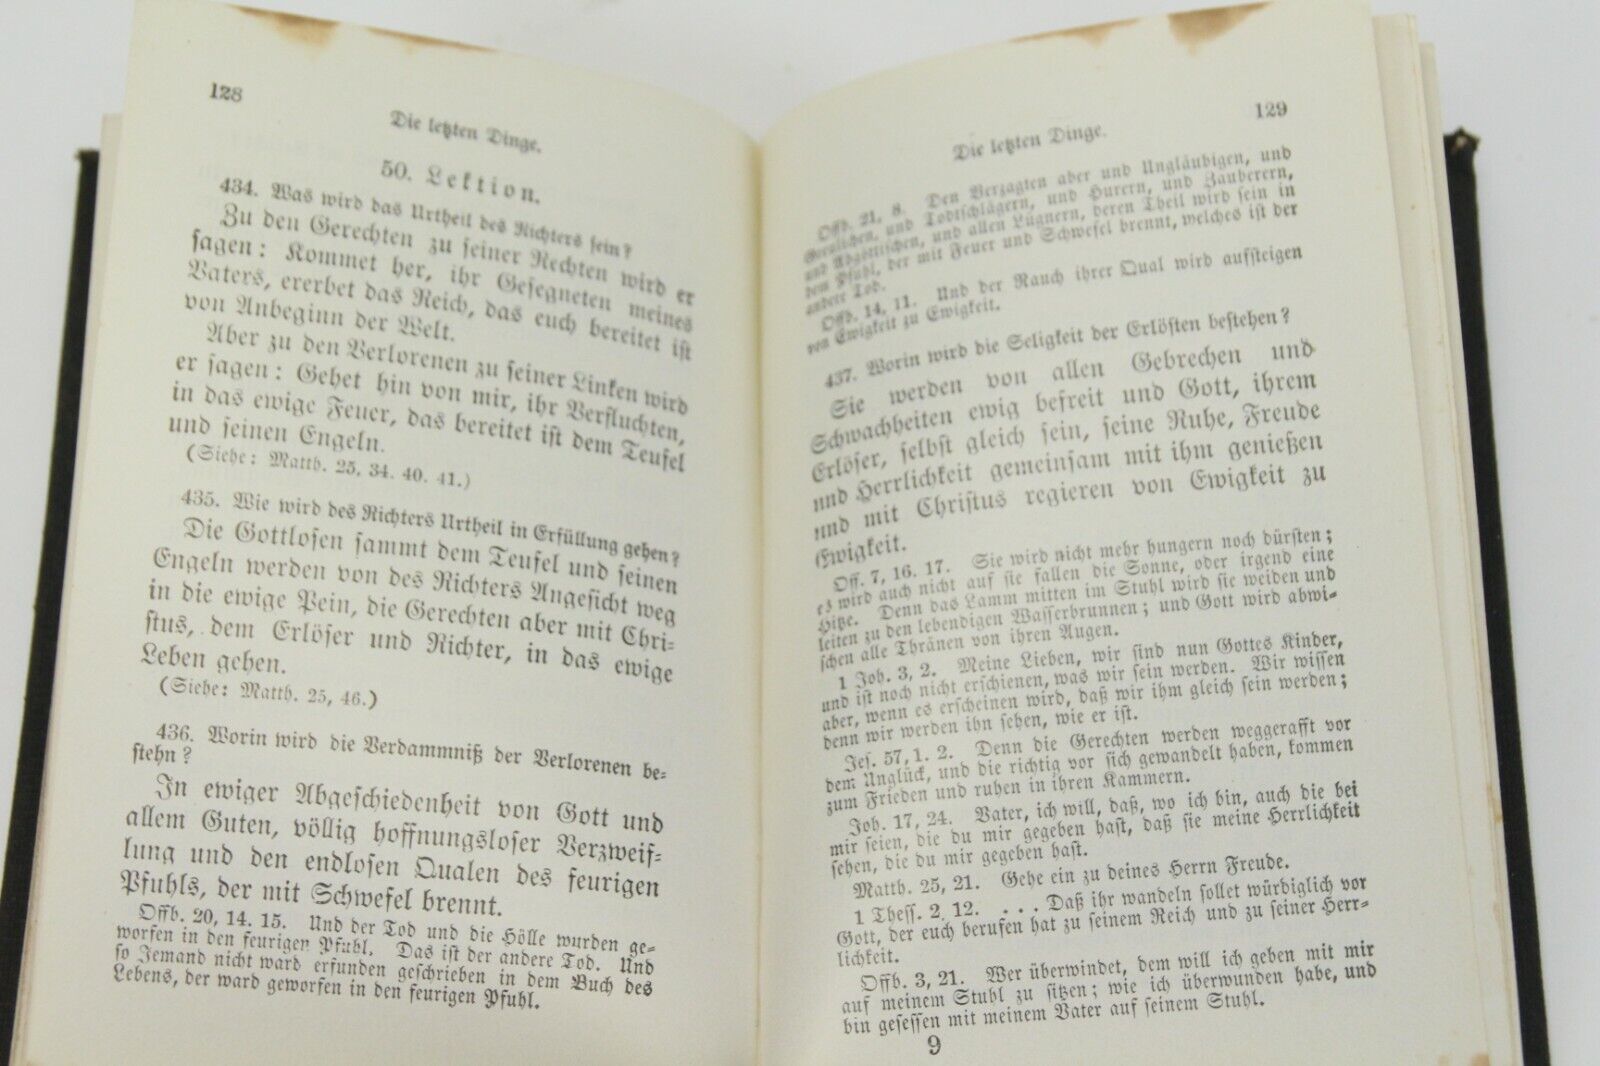 128
Die letzten Dinge.
50. Lektion.
434. Was wird das Urtheil des Richters sein?
Zu den Gerechten zu seiner Rechten wird er
sagen: Kommet her, ihr Gesegneten meines
Vaters, ererbet das Reich, das euch bereitet ist
von Anbeginn der Welt.
Aber zu den Verlorenen zu seiner Linken wird
er sagen: Gehet hin von mir, ihr Verfluchten,
in das ewige Feuer, das bereitet ist dem Teufel
und seinen Engeln.
(Siehe: Matth. 25, 34. 40. 41.)
435. Wie wird des Richters Urtheil in Erfüllung gehen?
Die Gottlosen sammt dem Teufel und seinen
Engeln werden von des Richters Angesicht weg
in die ewige Pein, die Gerechten aber mit Chri-
stus, dem Erlöser und Richter, in das ewige
Leben gehen.
(Siehe: Matth. 25, 46.)
436. Worin wird die Verdammniß der Verlorenen be-
stehn?
In ewiger Abgeschiedenheit von Gott und
allem Guten, völlig hoffnungsloser Verzweif-
lung und den endlosen Qualen des feurigen
Pfuhls, der mit Schwefel brennt.
Offb. 20, 14. 15. Und der Tod und die Hölle wurden ge-
worfen in den feurigen Pfuhl. Das ist der andere Tod. Und
so Jemand nicht ward erfunden geschrieben in dem Buch des
Lebens, der ward geworfen in den feurigen Pfuhl.
129
Die letzten Dinge.
Offb. 21, 8. Den Verzagten aber und Ungläubigen, und
Greulichen, und Todtschlägern, und Hurern, und Zauberern,
und Abgöttischen, und allen Lügnern, deren Theil wird sein in
dem Pfuhl, der mit Feuer und Schwefel brennt, welches ist der
andere Tod.
Offb. 14, 11. Und der Rauch ihrer Qual wird aufsteigen
von Ewigkeit zu Ewigkeit.
437. Worin wird die Seligkeit der Erlösten bestehen?
Sie werden von allen Gebrechen und
Schwachheiten ewig befreit und Gott, ihrem
Erlöser, selbst gleich sein, seine Ruhe, Freude
und Herrlichkeit gemeinsam mit ihm genießen
und mit Christus regieren von Ewigkeit zu
Ewigkeit.
Off. 7, 16. 17. Sie wird nicht mehr hungern noch dürsten;
es wird auch nicht auf sie fallen die Sonne, oder irgend eine
Hitze. Denn das Lamm mitten im Stuhl wird sie weiden und
leiten zu den lebendigen Wasserbrunnen; und Gott wird abwi-
schen alle Thränen von ihren Augen.
1 Joh. 3, 2. Meine Lieben, wir sind nun Gottes Kinder,
und ist noch nicht erschienen, was wir sein werden. Wir wissen
aber, wenn es erscheinen wird, daß wir ihm gleich sein werden;
denn wir werden ihn sehen, wie er ist.
Jes. 57, 1. 2. Denn die Gerechten werden weggerafft vor
dem Unglück, und die richtig vor sich gewandelt haben, kommen
zum Frieden und ruhen in ihren Kammern.
Joh. 17, 24. Vater, ich will, daß, wo ich bin, auch die bei
mir seien, die du mir gegeben hast, daß sie meine Herrlichkeit
sehen, die du mir gegeben hast.
Matth. 25, 21. Gehe ein zu deines Herrn Freude.
1 Thess. 2, 12. . . . Daß ihr wandeln sollet würdiglich vor
Gott, der euch berufen hat zu seinem Reich und zu seiner Herr-
lichkeit.
Offb. 3, 21. Wer überwindet, dem will ich geben mit mir
auf meinem Stuhl zu sitzen; wie ich überwunden habe, und
bin gesessen mit meinem Vater auf seinem Stuhl.
9